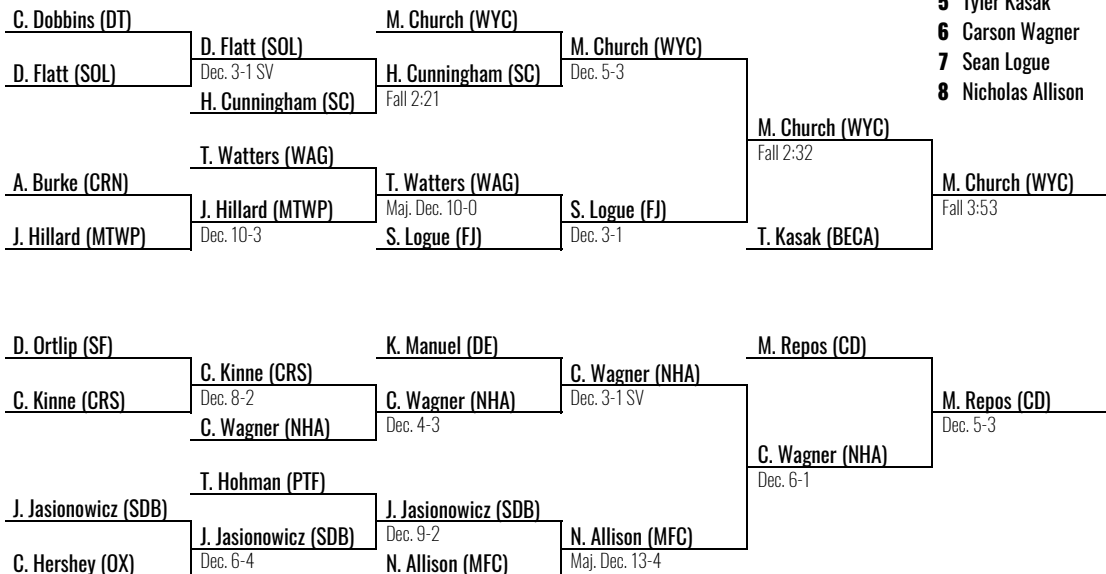 5 Tyler Kasak
C. Dobbins (DT)
M. Church (WYC)
6 Carson Wagner
D. Flatt (SOL)
M. Church (WYC)
7 Sean Logue
D. Flatt (SOL)
Dec. 3-1 SV
H. Cunningham (SC)
Dec. 5-3
8 Nicholas Allison
H. Cunningham (SC)
Fall 2:21
M. Church (WYC)
Fall 2:32
T. Watters (WAG)
A. Burke (CRN)
T. Watters (WAG)
M. Church (WYC)
J. Hillard (MTWP)
Maj. Dec. 10-0
S. Logue (FJ)
Fall 3:53
J. Hillard (MTWP)
Dec. 10-3
S. Logue (FJ)
Dec. 3-1
T. Kasak (BECA)
D. Ortlip (SF)
K. Manuel (DE)
M. Repos (CD)
C. Kinne (CRS)
C. Wagner (NHA)
C. Kinne (CRS)
Dec. 8-2
C. Wagner (NHA)
Dec. 3-1 SV
M. Repos (CD)
C. Wagner (NHA)
Dec. 4-3
Dec. 5-3
C. Wagner (NHA)
Dec. 6-1
T. Hohman (PTF)
J. Jasionowicz (SDB)
J. Jasionowicz (SDB)
J. Jasionowicz (SDB)
Dec. 9-2
N. Allison (MFC)
C. Hershey (OX)
Dec. 6-4
N. Allison (MFC)
Maj. Dec. 13-4